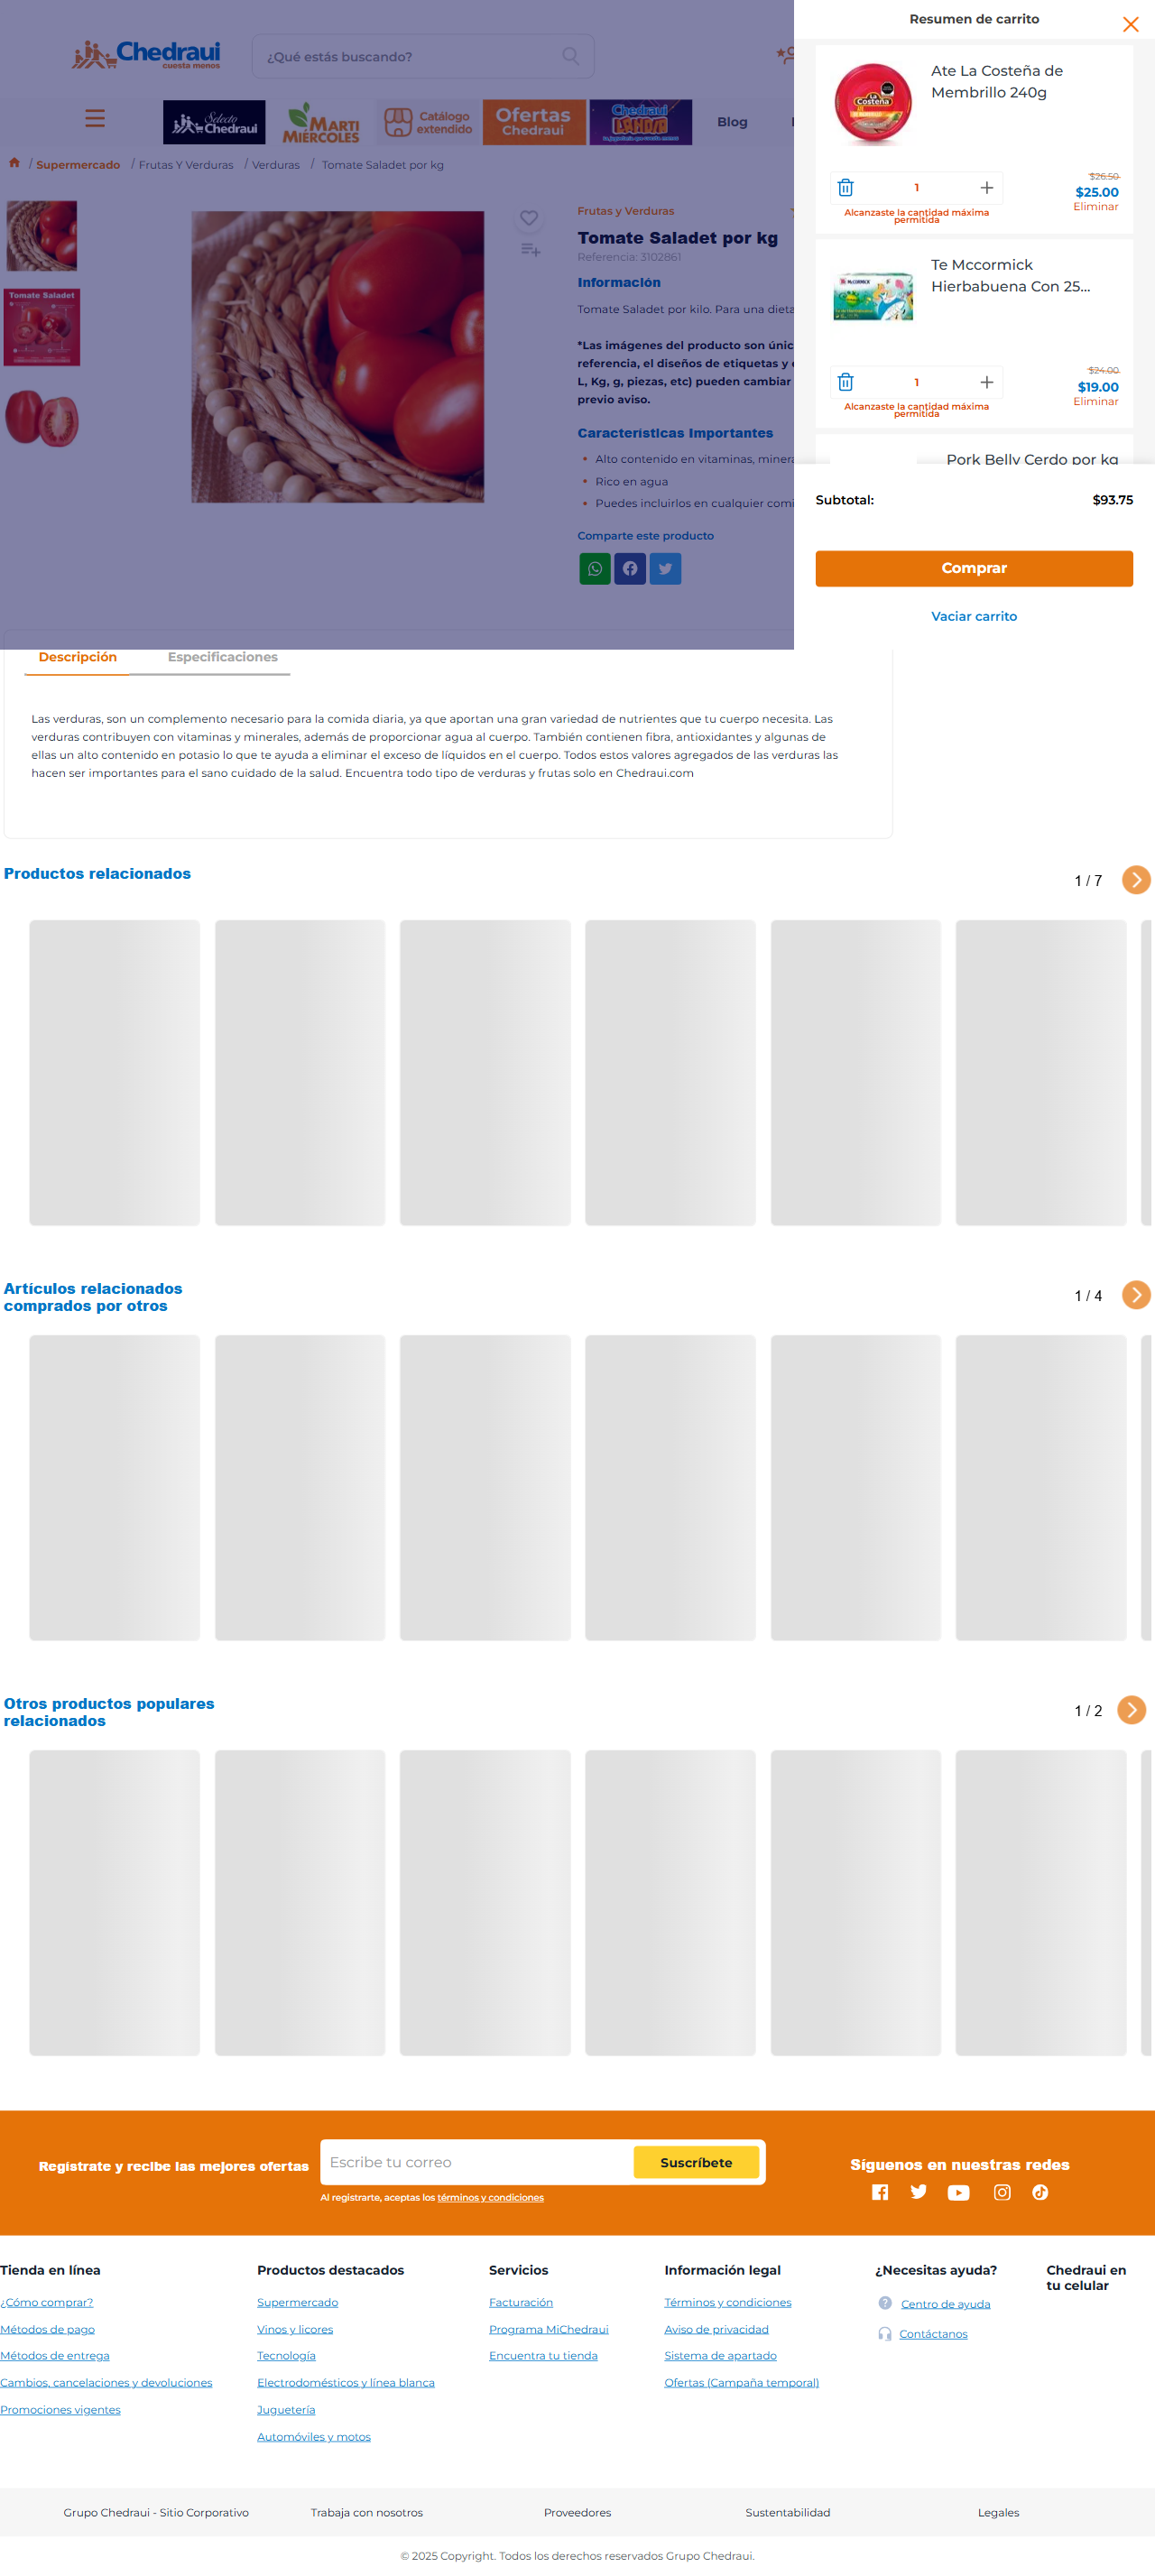 Chedraui
cuesta menos
¿Qué estás buscando?
Selecto
Chedraui
MARTI
MIÉRCOLES
Catálogo
extendido
Ofertas
Chedraui
Chedraui
Blog
/ Supermercado / Frutas Y Verduras / Verduras / Tomate Saladet por kg
Tomate Saladet
Frutas y Verduras
Tomate Saladet por kg
Referencia: 3102861
Información
Tomate Saladet por kilo. Para una dieta
*Las imágenes del producto son únic
referencia, el diseños de etiquetas y
L, Kg, g, piezas, etc) pueden cambiar
previo aviso.
Características Importantes
Alto contenido en vitaminas, minera
Rico en agua
Puedes incluirlos en cualquier comi
Comparte este producto
Resumen de carrito
La Costeña
Ate La Costeña de
Membrillo 240g
1
$26.50
$25.00
Eliminar
Alcanzaste la cantidad máxima
permitida
McCORMICK
Te Mccormick
Hierbabuena Con 25...
1
$24.00
$19.00
Eliminar
Alcanzaste la cantidad máxima
permitida
Pork Belly Cerdo por kg
Subtotal: $93.75
Comprar
Vaciar carrito
Descripción Especificaciones
Las verduras, son un complemento necesario para la comida diaria, ya que aportan una gran variedad de nutrientes que tu cuerpo necesita. Las
verduras contribuyen con vitaminas y minerales, además de proporcionar agua al cuerpo. También contienen fibra, antioxidantes y algunas de
ellas un alto contenido en potasio lo que te ayuda a eliminar el exceso de líquidos en el cuerpo. Todos estos valores agregados de las verduras las
hacen ser importantes para el sano cuidado de la salud. Encuentra todo tipo de verduras y frutas solo en Chedraui.com
Productos relacionados
1 / 7
Artículos relacionados
comprados por otros
1 / 4
Otros productos populares
relacionados
1 / 2
Regístrate y recibe las mejores ofertas
Escribe tu correo
Suscríbete
Al registrarte, aceptas los términos y condiciones
Síguenos en nuestras redes
Tienda en línea
¿Cómo comprar?
Métodos de pago
Métodos de entrega
Cambios, cancelaciones y devoluciones
Promociones vigentes
Productos destacados
Supermercado
Vinos y licores
Tecnología
Electrodomésticos y línea blanca
Juguetería
Automóviles y motos
Servicios
Facturación
Programa MiChedraui
Encuentra tu tienda
Información legal
Términos y condiciones
Aviso de privacidad
Sistema de apartado
Ofertas (Campaña temporal)
¿Necesitas ayuda?
Centro de ayuda
Contáctanos
Chedraui en
tu celular
Grupo Chedraui - Sitio Corporativo
Trabaja con nosotros
Proveedores
Sustentabilidad
Legales
© 2025 Copyright. Todos los derechos reservados Grupo Chedraui.